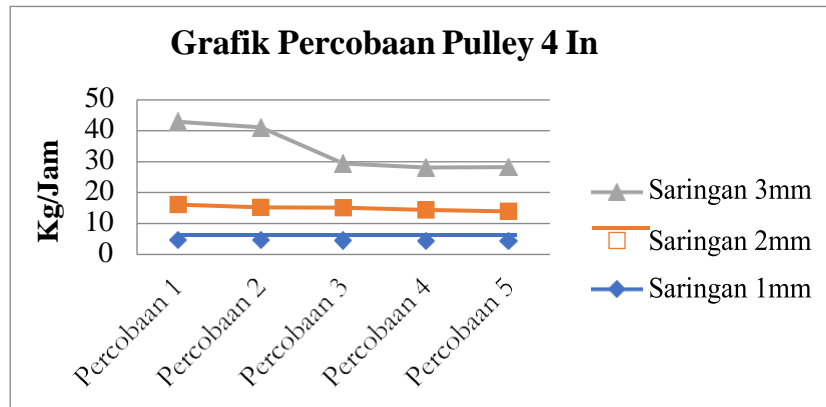 Grafik Percobaan Pulley 4 In
Kg/Jam
50
40
30
20
10
0
Percobaan 1
Percobaan 2
Percobaan 3
Percobaan 4
Percobaan 5
Saringan 3mm
Saringan 2mm
Saringan 1mm